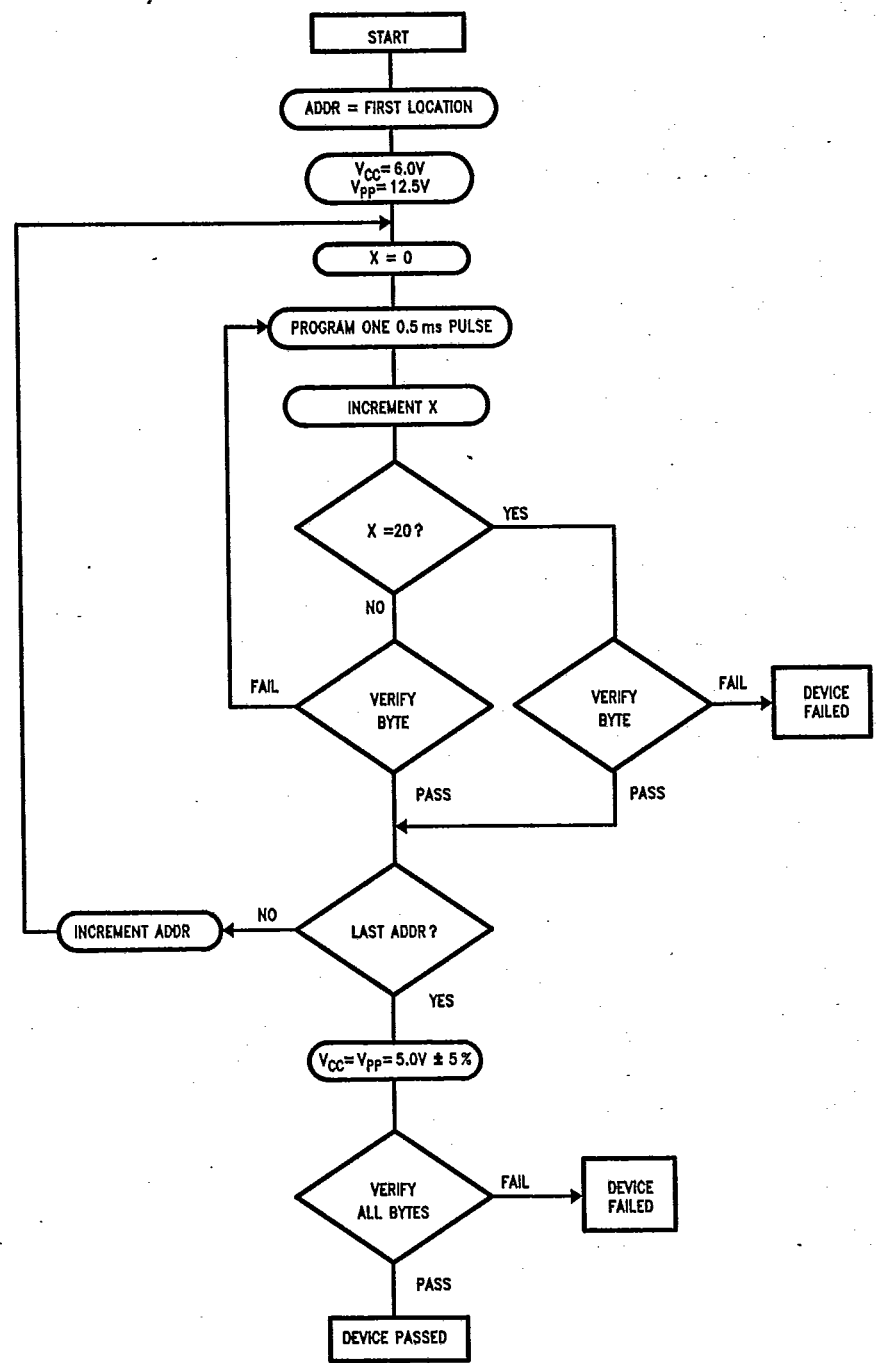 START
ADDR = FIRST LOCATION
VCC = 6.0V
VPP = 12.5V
X = 0
PROGRAM ONE 0.5 ms PULSE
INCREMENT X
X =20?
YES
NO
FAIL
VERIFY
BYTE
VERIFY
BYTE
FAIL
DEVICE
FAILED
PASS
PASS
INCREMENT ADDR
NO
LAST ADDR?
YES
VCC = VPP = 5.0V ± 5%
VERIFY
ALL BYTES
FAIL
DEVICE
FAILED
PASS
DEVICE PASSED